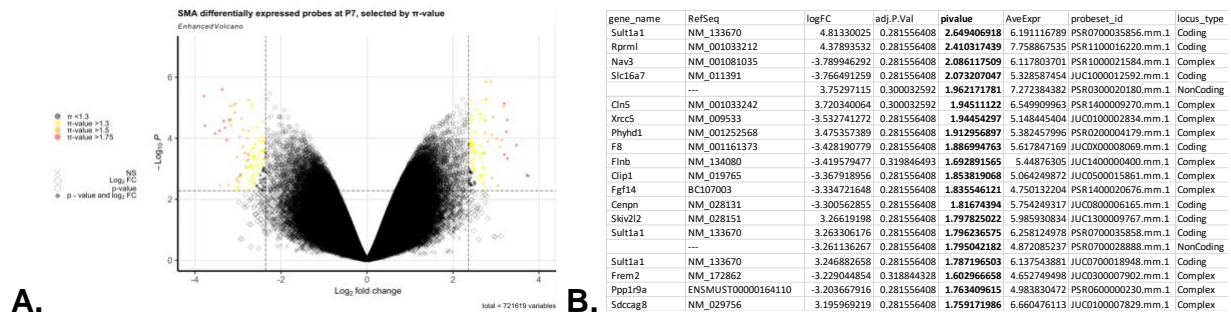 SMA differentially expressed probes at P7, selected by π-value
EnhancedVolcano
π <1.3
π-value >1.3
π-value >1.5
π-value >1.75
NS
Log₂ FC
p-value
p – value and log₂ FC
– Log₁₀ P
6
4
2
0
-4 -2 0 2 4
Log₂ fold change
total = 721619 variables
A.
B.
gene_name RefSeq logFC adj.P.Val pivalue AveExpr probeset_id locus_type
Sult1a1 NM_133670 4.81330025 0.281556408 2.649406918 6.191116789 PSR0700035856.mm.1 Coding
Rprml NM_001033212 4.37893532 0.281556408 2.410317439 7.758867535 PSR1100016220.mm.1 Coding
Nav3 NM_001081035 -3.789946292 0.281556408 2.086117509 6.117803701 PSR1000021584.mm.1 Complex
Slc16a7 NM_011391 -3.766491259 0.281556408 2.073207047 5.328587454 JUC1000012592.mm.1 Coding
--- 3.75297115 0.300032592 1.962171781 7.272384382 PSR0300020180.mm.1 NonCoding
Cln5 NM_001033242 3.720340064 0.281556408 1.94511122 6.549909963 PSR1400009270.mm.1 Complex
Xrcc5 NM_009533 -3.532741272 0.281556408 1.94454297 5.148445404 JUC0100002834.mm.1 Complex
Phyhd1 NM_001252568 3.475357389 0.281556408 1.912956897 5.382457996 PSR0200004179.mm.1 Complex
F8 NM_001161373 -3.428190779 0.281556408 1.886994763 5.617847169 JUC0X00008069.mm.1 Coding
Flnb NM_134080 -3.419579477 0.319846493 1.692891565 5.44876305 JUC1400000400.mm.1 Complex
Clip1 NM_019765 -3.367918956 0.281556408 1.853819068 5.064249872 JUC0500015861.mm.1 Complex
Fgf14 BC107003 -3.334721648 0.281556408 1.835546121 4.750132204 PSR1400020676.mm.1 Complex
Cenpn NM_028131 -3.300562855 0.281556408 1.81674394 5.754249317 JUC0800006165.mm.1 Coding
Skiv2l2 NM_028151 3.26619198 0.281556408 1.797825022 5.985930834 JUC1300009767.mm.1 Coding
Sult1a1 NM_133670 3.263306176 0.281556408 1.796236575 6.258124978 PSR0700035858.mm.1 Coding
--- -3.261136267 0.281556408 1.795042182 4.872085237 PSR0700028888.mm.1 NonCoding
Sult1a1 NM_133670 3.246882658 0.281556408 1.787196503 6.137543881 JUC0700018948.mm.1 Coding
Frem2 NM_172862 -3.229044854 0.318844328 1.602966658 4.652749498 JUC0300007902.mm.1 Complex
Ppp1r9a ENSMUST00000164110 -3.203667916 0.281556408 1.763409615 4.983830472 PSR0600000230.mm.1 Complex
Sdccag8 NM_029756 3.195969219 0.281556408 1.759171986 6.660476113 JUC0100007829.mm.1 Complex